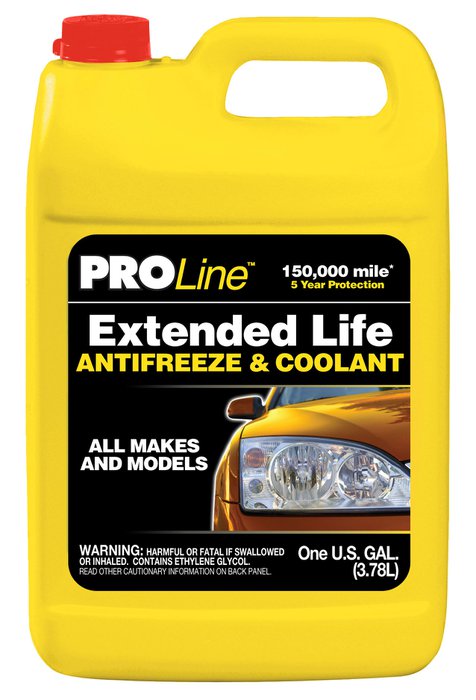 PROLine™
150,000 mile*
5 Year Protection
Extended Life
ANTIFREEZE & COOLANT
ALL MAKES
AND MODELS
WARNING: HARMFUL OR FATAL IF SWALLOWED
OR INHALED. CONTAINS ETHYLENE GLYCOL.
READ OTHER CAUTIONARY INFORMATION ON BACK PANEL.
One U.S. GAL.
(3.78L)